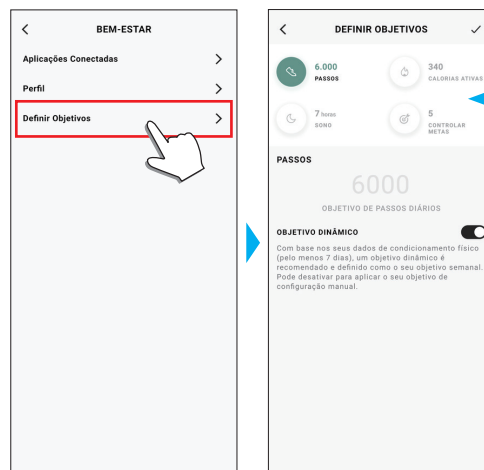 BEM-ESTAR
Aplicações Conectadas
Perfil
Definir Objetivos
DEFINIR OBJETIVOS
6.000
PASSOS
340
CALORIAS ATIVAS
7 horas
SONO
5
CONTROLAR
METAS
PASSOS
6000
OBJETIVO DE PASSOS DIÁRIOS
OBJETIVO DINÂMICO
Com base nos seus dados de condicionamento físico
(pelo menos 7 dias), um objetivo dinâmico é
recomendado e definido como o seu objetivo semanal.
Pode desativar para aplicar o seu objetivo de
configuração manual.